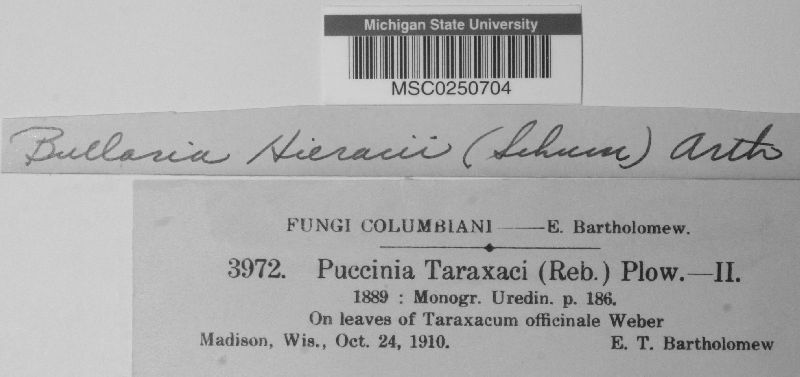 Michigan State University
MSC0250704
Bullaria Hieracii (Schum) Arth
FUNGI COLUMBIANI —— E. Bartholomew.
3972. Puccinia Taraxaci (Reb.) Plow.—II.
1889 : Monogr. Uredin. p. 186.
On leaves of Taraxacum officinale Weber
Madison, Wis., Oct. 24, 1910. E. T. Bartholomew